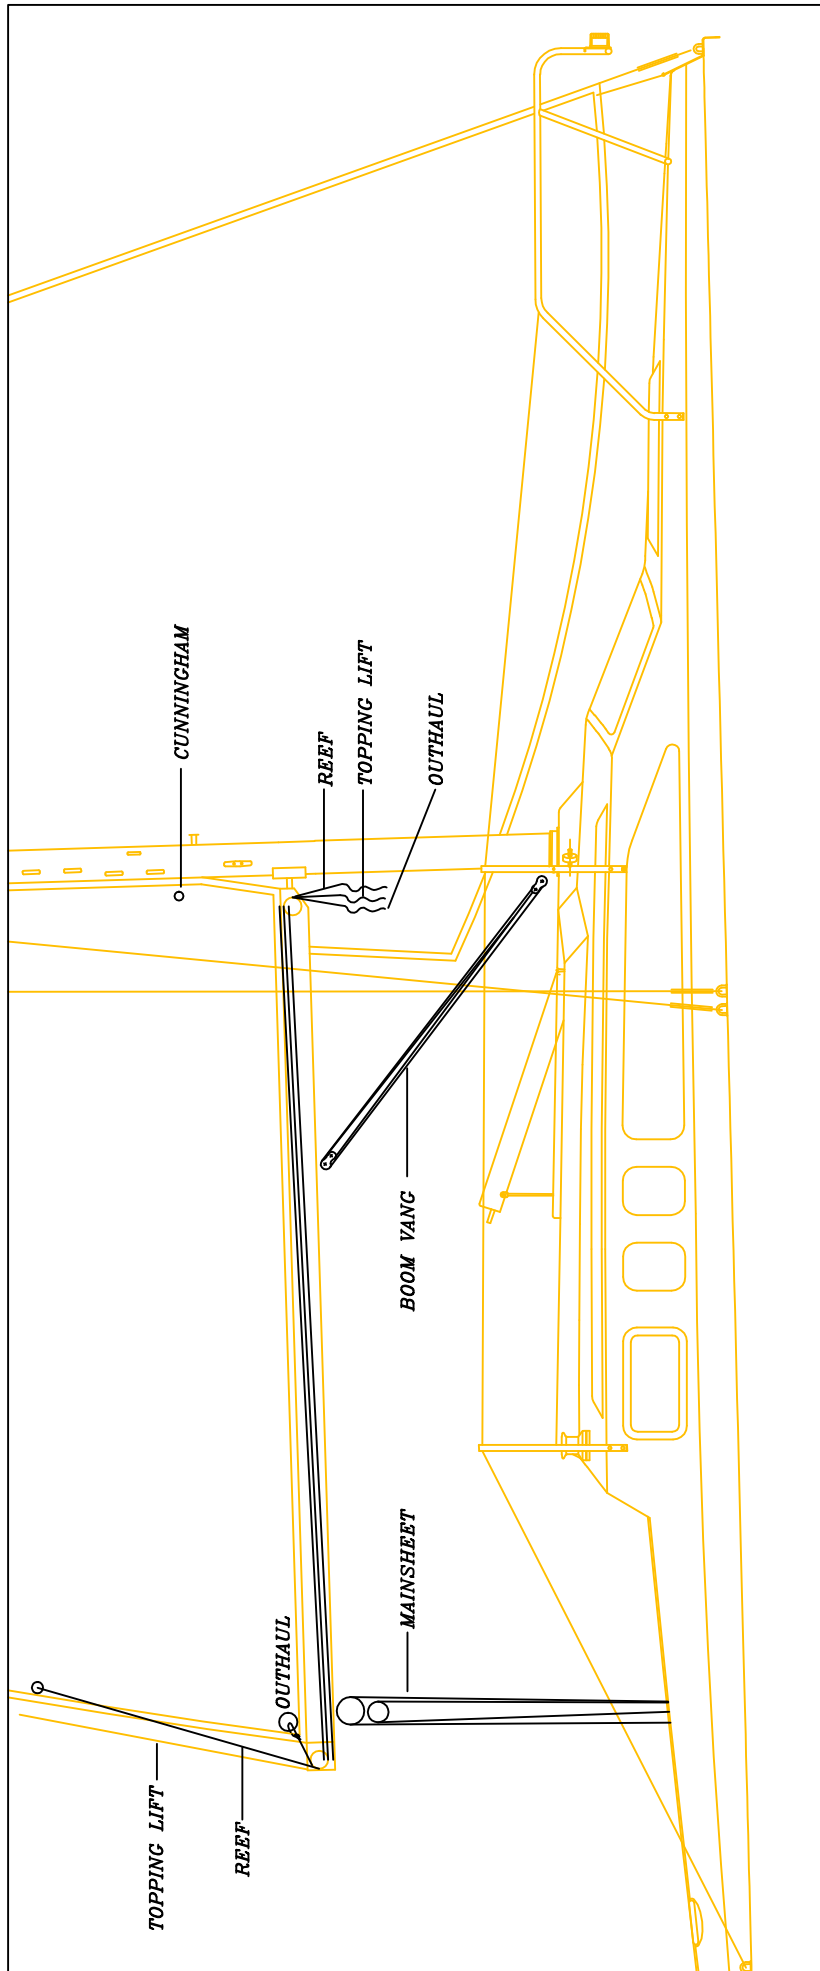 CUNNINGHAM
REEF
TOPPING LIFT
OUTHAUL
BOOM VANG
MAINSHEET
OUTHAUL
REEF
TOPPING LIFT